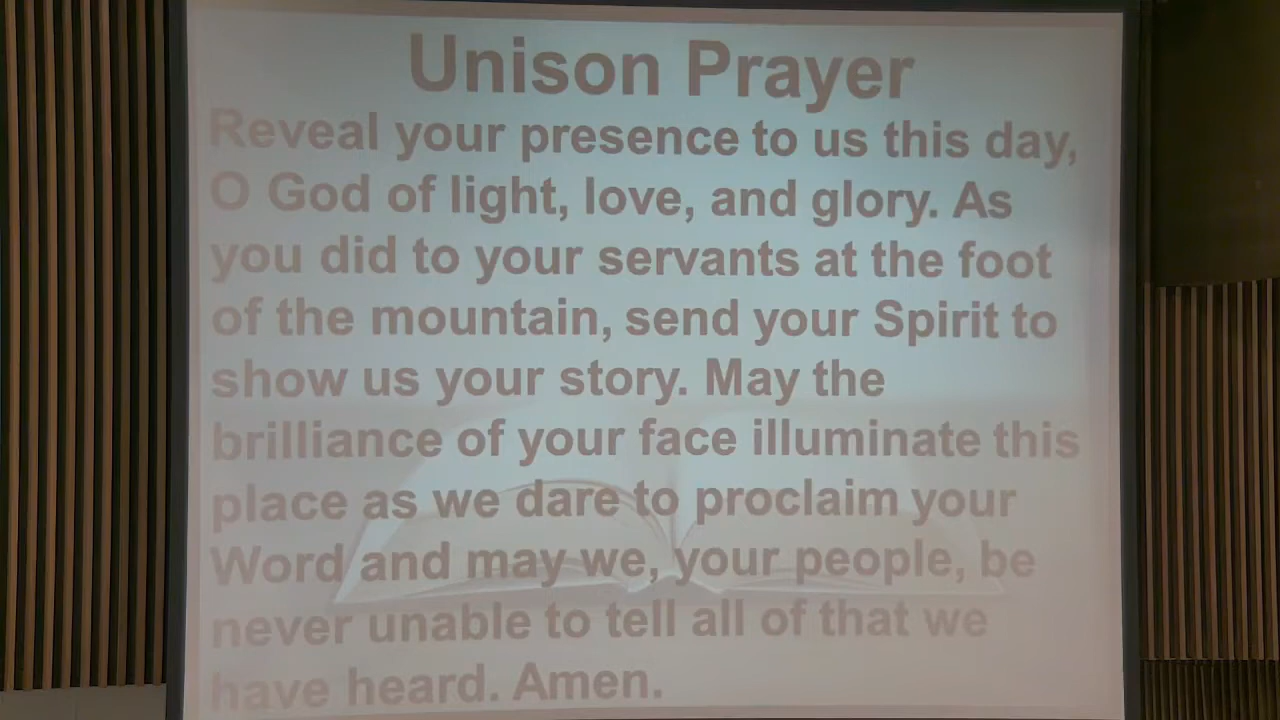 Unison Prayer
Reveal your presence to us this day,
O God of light, love, and glory. As
you did to your servants at the foot
of the mountain, send your Spirit to
show us your story. May the
brilliance of your face illuminate this
place as we dare to proclaim your
Word and may we, your people, be
never unable to tell all of that we
have heard. Amen.